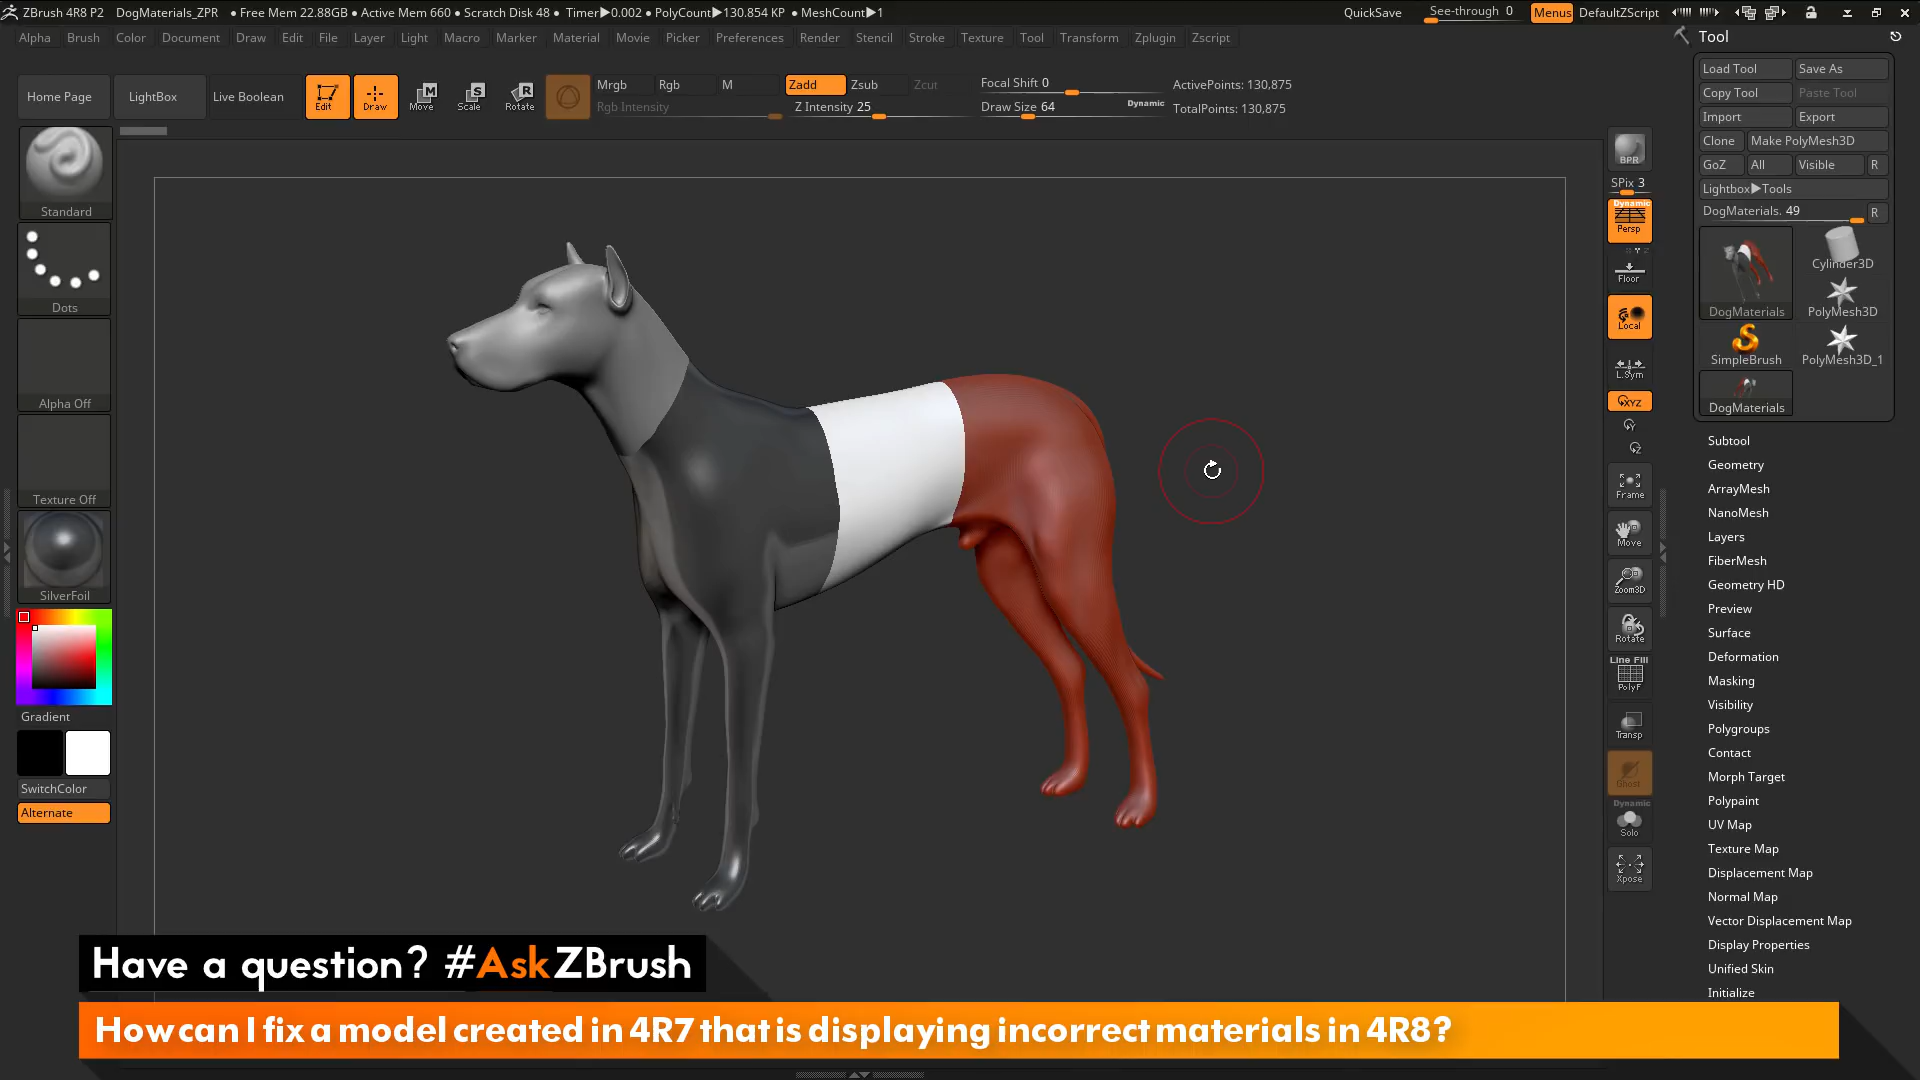 ZBrush 4R8 P2 DogMaterials_ZPR • Free Mem 22.88GB • Active Mem 660 • Scratch Disk 48 • Timer▶0.002 • PolyCount▶130.854 KP • MeshCount▶1 QuickSave See-through 0 Menus DefaultZScript
Alpha Brush Color Document Draw Edit File Layer Light Macro Marker Material Movie Picker Preferences Render Stencil Stroke Texture Tool Transform Zplugin Zscript
Tool
Home Page LightBox Live Boolean Edit Draw Move Scale Rotate
M S R
Mrgb Rgb M Zadd Zsub Zcut Focal Shift 0 ActivePoints: 130,875
Rgb Intensity Z Intensity 25 Draw Size 64 Dynamic TotalPoints: 130,875
Standard
Dots
Alpha Off
Texture Off
SilverFoil
Gradient
SwitchColor
Alternate
BPR
SPix 3
Dynamic
Persp
Floor
Local
L.Sym
XYZ
Y
Z
Frame
Move
Zoom3D
Rotate
Line Fill
PolyF
Transp
Ghost
Dynamic
Solo
Xpose
Load Tool Save As
Copy Tool Paste Tool
Import Export
Clone Make PolyMesh3D
GoZ All Visible R
Lightbox▶Tools
DogMaterials. 49 R
Cylinder3D
DogMaterials PolyMesh3D
SimpleBrush PolyMesh3D_1
DogMaterials
Subtool
Geometry
ArrayMesh
NanoMesh
Layers
FiberMesh
Geometry HD
Preview
Surface
Deformation
Masking
Visibility
Polygroups
Contact
Morph Target
Polypaint
UV Map
Texture Map
Displacement Map
Normal Map
Vector Displacement Map
Display Properties
Unified Skin
Initialize
Have a question? #AskZBrush
How can I fix a model created in 4R7 that is displaying incorrect materials in 4R8?